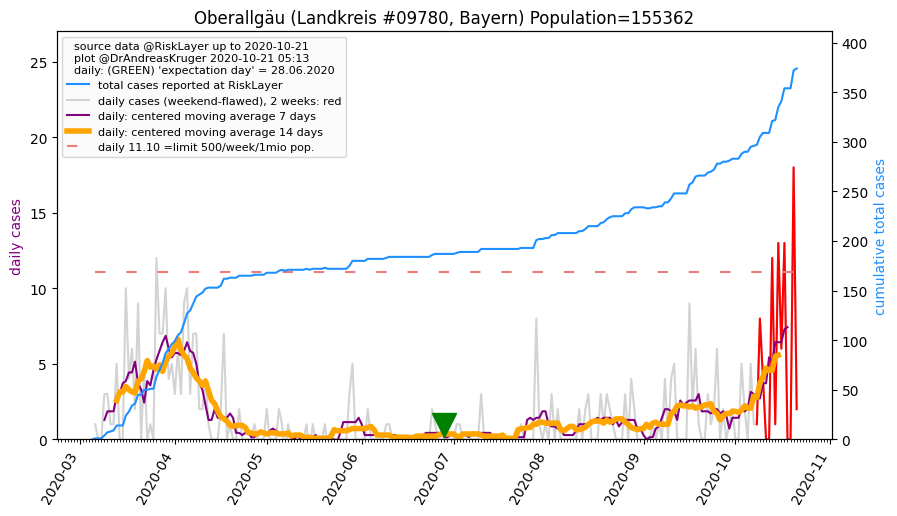 Oberallgäu (Landkreis #09780, Bayern) Population=155362
source data @RiskLayer up to 2020-10-21
plot @DrAndreasKruger 2020-10-21 05:13
daily: (GREEN) 'expectation day' = 28.06.2020
total cases reported at RiskLayer
daily cases (weekend-flawed), 2 weeks: red
daily: centered moving average 7 days
daily: centered moving average 14 days
daily 11.10 =limit 500/week/1mio pop.
daily cases
25
20
15
10
5
0
cumulative total cases
400
350
300
250
200
150
100
50
0
2020-03
2020-04
2020-05
2020-06
2020-07
2020-08
2020-09
2020-10
2020-11